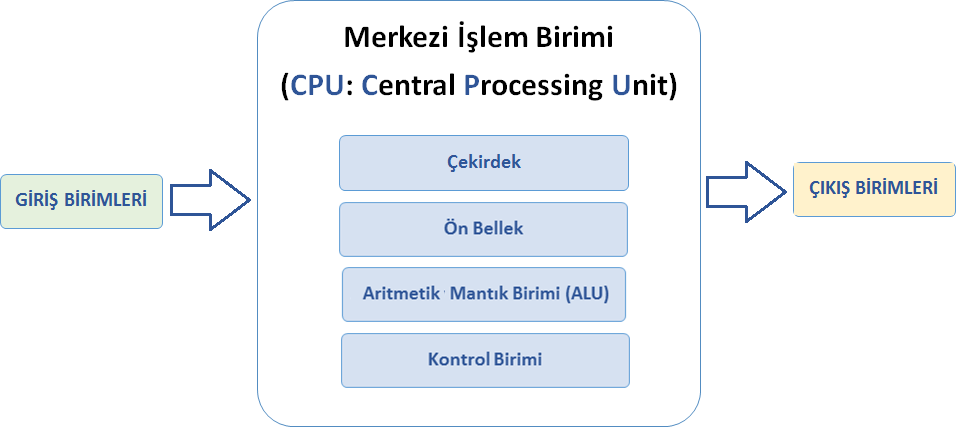 Merkezi İşlem Birimi
(CPU: Central Processing Unit)
GİRİŞ BİRİMLERİ
Çekirdek
Ön Bellek
Aritmetik Mantık Birimi (ALU)
Kontrol Birimi
ÇIKIŞ BİRİMLERİ